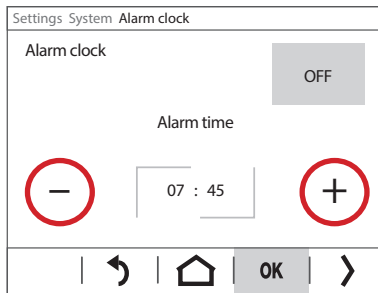 Settings System Alarm clock
Alarm clock
OFF
Alarm time
− 07 : 45 +
OK